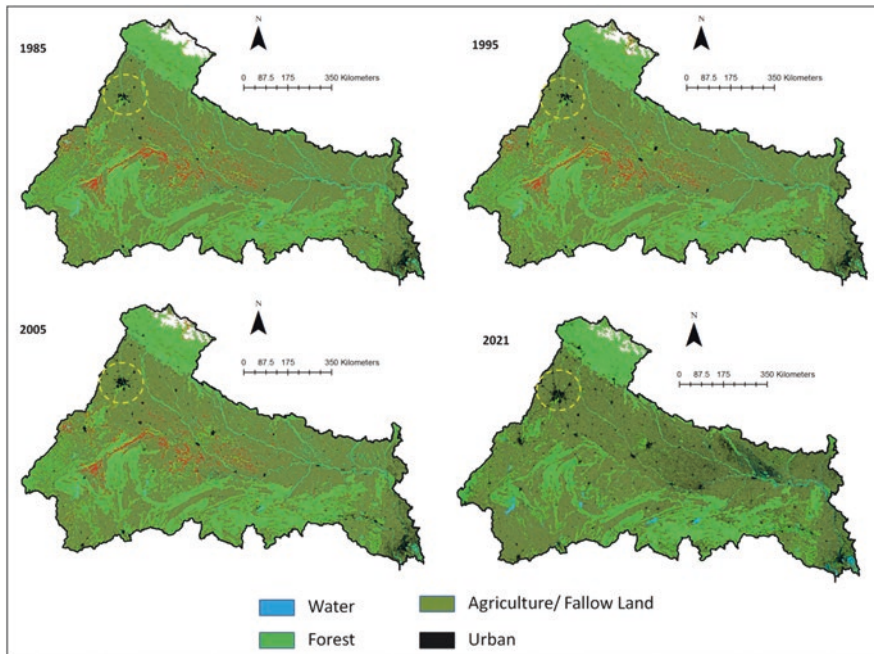 1985
N
0 87.5 175 350 Kilometers
1995
N
0 87.5 175 350 Kilometers
2005
N
0 87.5 175 350 Kilometers
2021
N
0 87.5 175 350 Kilometers
Water
Agriculture/ Fallow Land
Forest
Urban